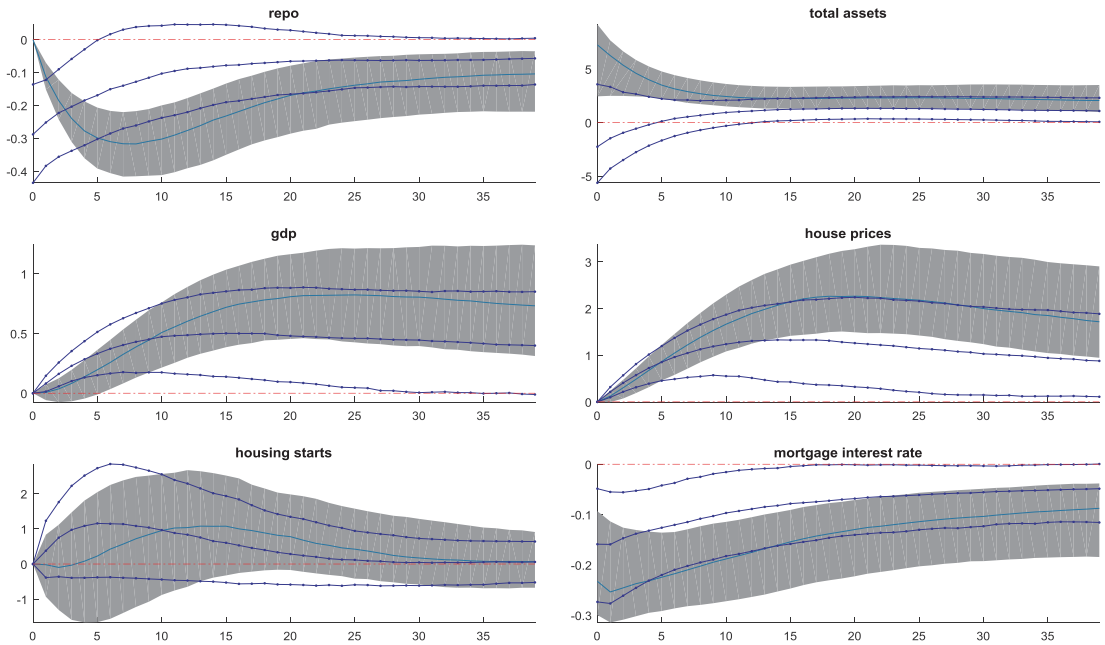 repo
0
-0.1
-0.2
-0.3
-0.4
0 5 10 15 20 25 30 35
total assets
5
0
-5
0 5 10 15 20 25 30 35
gdp
1
0.5
0
0 5 10 15 20 25 30 35
house prices
3
2
1
0
0 5 10 15 20 25 30 35
housing starts
2
1
0
-1
0 5 10 15 20 25 30 35
mortgage interest rate
0
-0.1
-0.2
-0.3
0 5 10 15 20 25 30 35